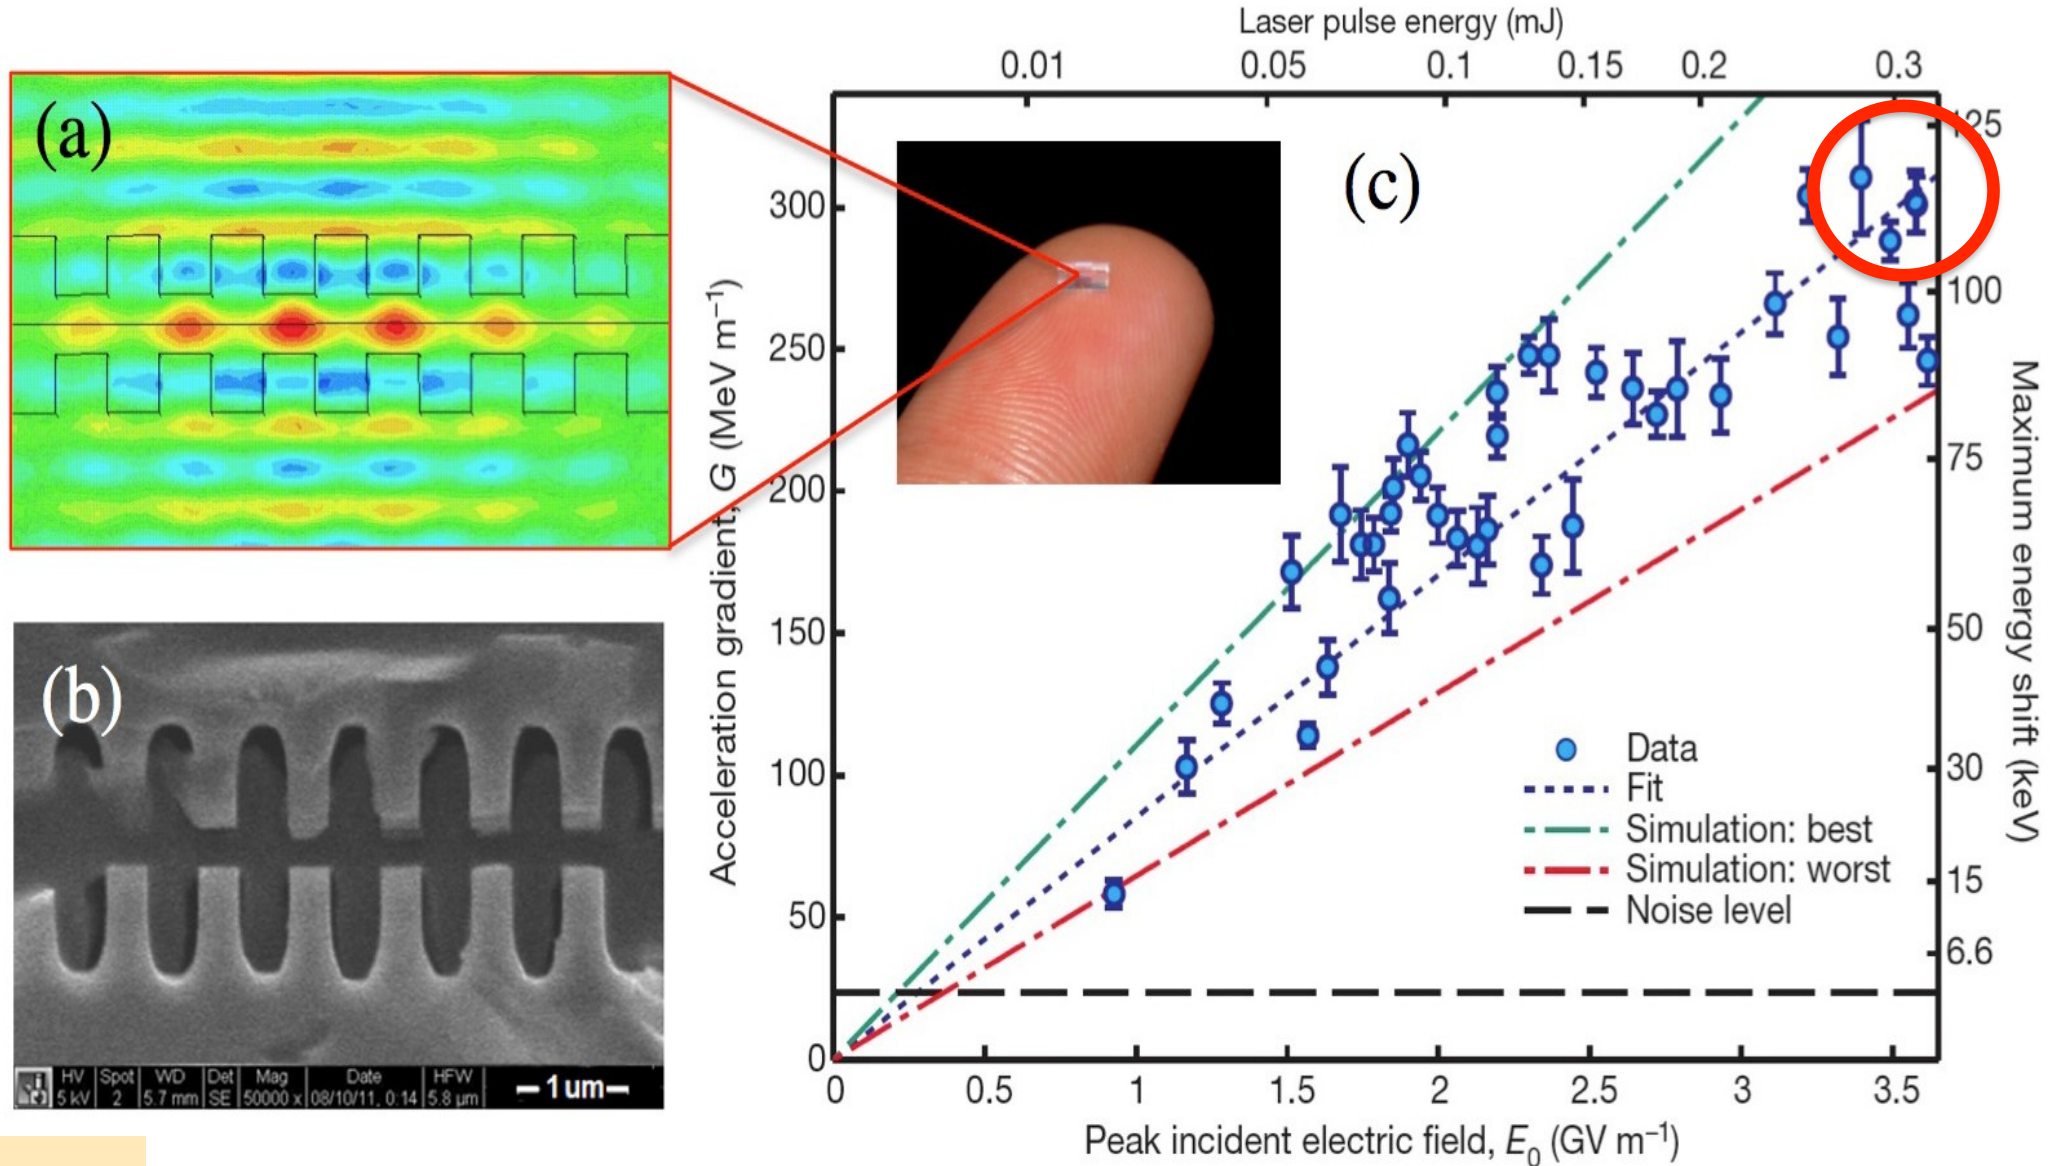 (a)
(b)
HV Spot WD Det Mag Date HFW
5 kV 2 5.7 mm SE 50000 x 08/10/11, 0:14 5.8 µm
1 um
(c)
Laser pulse energy (mJ)
0.01 0.05 0.1 0.15 0.2 0.3
Acceleration gradient, G (MeV m⁻¹)
300
250
200
150
100
50
0
125
100
75
50
30
15
6.6
Maximum energy shift (keV)
Data
Fit
Simulation: best
Simulation: worst
Noise level
0 0.5 1 1.5 2 2.5 3 3.5
Peak incident electric field, E₀ (GV m⁻¹)